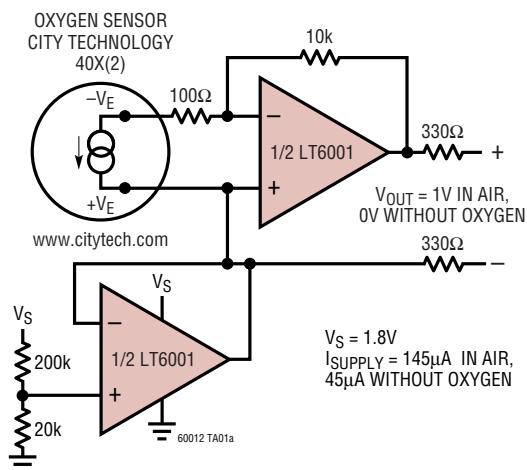 OXYGEN SENSOR
CITY TECHNOLOGY
40X(2)
10k
–VE
100Ω
–
1/2 LT6001
+
330Ω
+
VOUT = 1V IN AIR,
0V WITHOUT OXYGEN
+VE
www.citytech.com
330Ω
–
VS
–
1/2 LT6001
+
VS
200k
20k
VS = 1.8V
ISUPPLY = 145µA IN AIR,
45µA WITHOUT OXYGEN
60012 TA01a